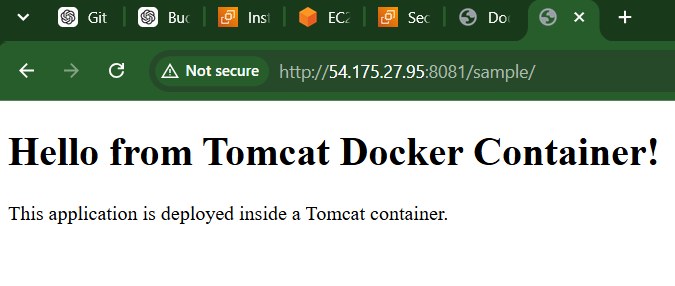 Git
Buc
Inst
EC2
Sec
Doc
Not secure
http://54.175.27.95:8081/sample/
Hello from Tomcat Docker Container!
This application is deployed inside a Tomcat container.